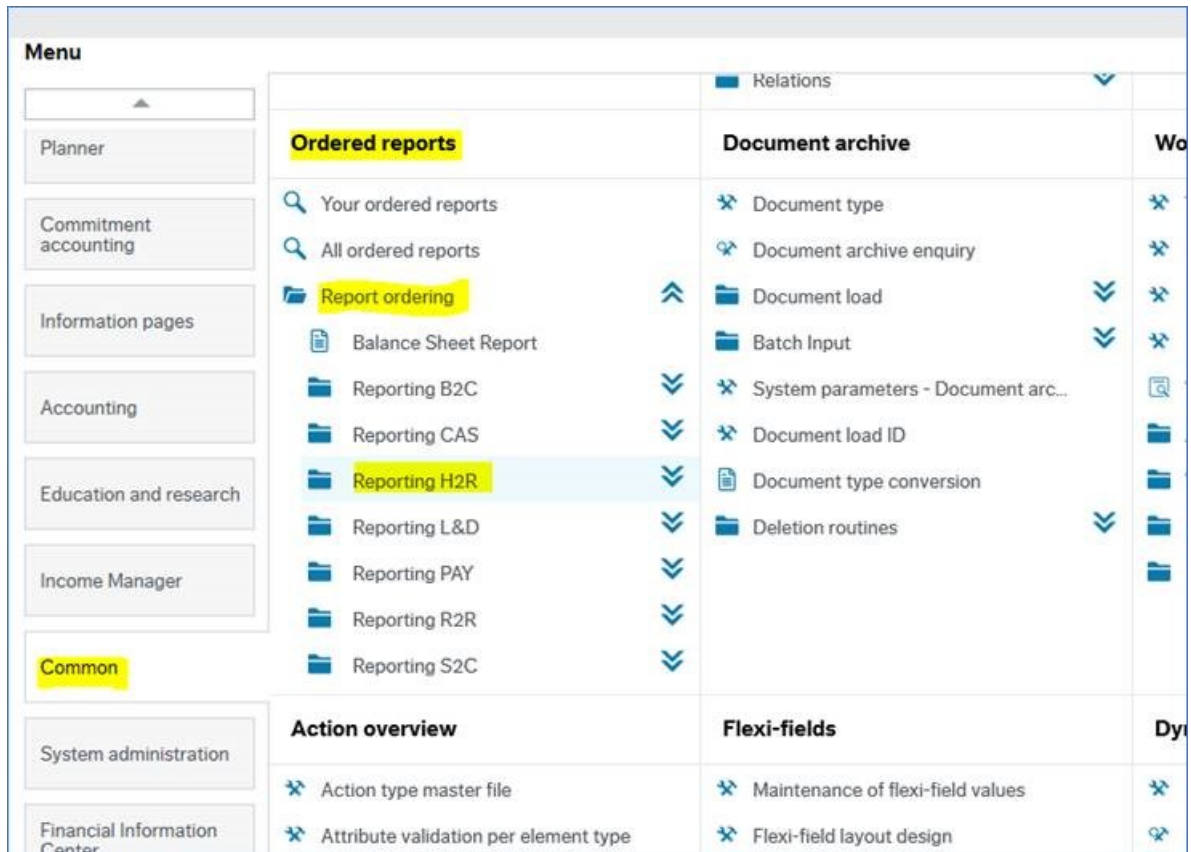 Menu
Planner
Commitment
accounting
Information pages
Accounting
Education and research
Income Manager
Common
System administration
Financial Information
Center
Ordered reports
Your ordered reports
All ordered reports
Report ordering
Balance Sheet Report
Reporting B2C
Reporting CAS
Reporting H2R
Reporting L&D
Reporting PAY
Reporting R2R
Reporting S2C
Action overview
Action type master file
Attribute validation per element type
Relations
Document archive
Document type
Document archive enquiry
Document load
Batch Input
System parameters - Document arc...
Document load ID
Document type conversion
Deletion routines
Flexi-fields
Maintenance of flexi-field values
Flexi-field layout design
Wo
Dy